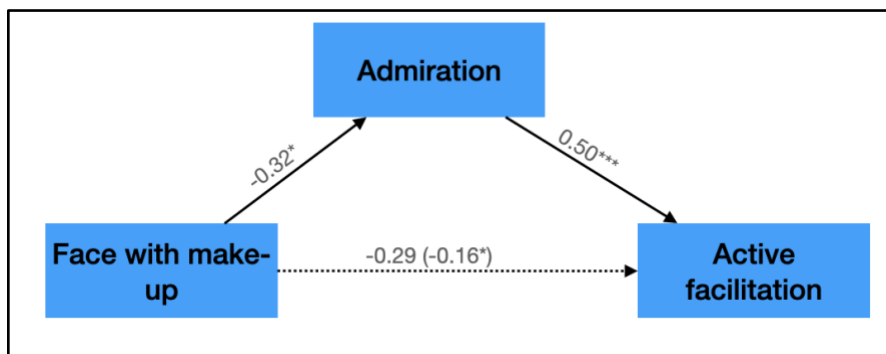 Admiration
-0.32*
0.50***
Face with make-
up
-0.29 (-0.16*)
Active
facilitation